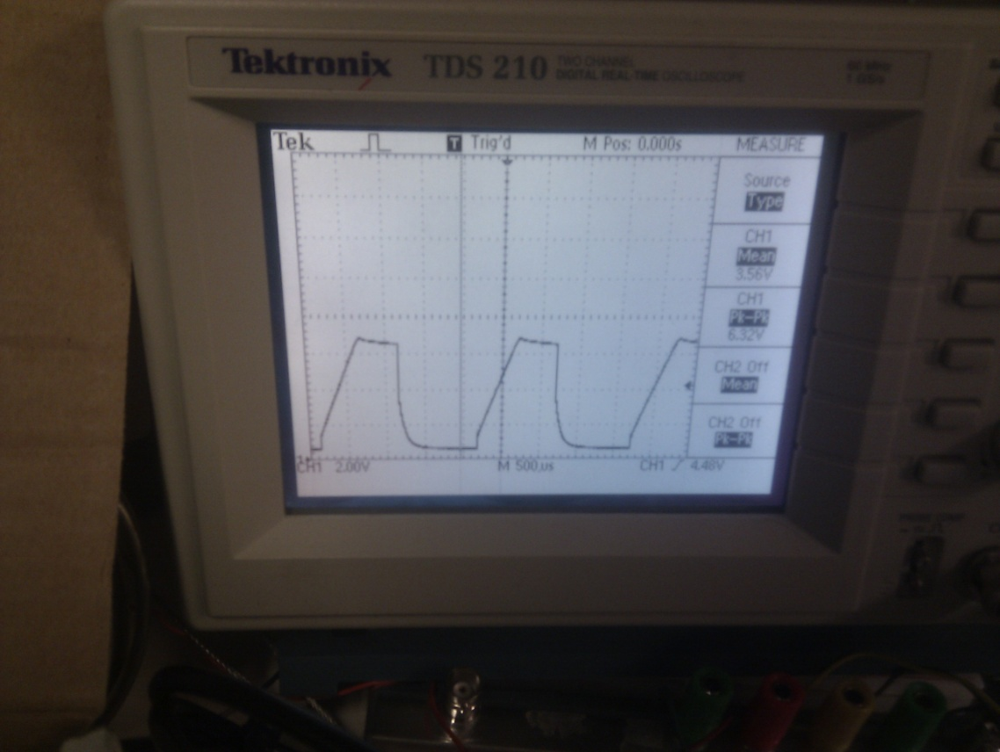 Tektronix TDS 210 TWO CHANNEL
DIGITAL REAL-TIME OSCILLOSCOPE
60 MHz
1 GS/s
Tek T Trig'd M Pos: 0.000s MEASURE
Source
Type
CH1
Mean
3.56V
CH1
Pk-Pk
6.32V
CH2 Off
Mean
CH2 Off
Pk-Pk
CH1 2.00V M 500us CH1 4.48V